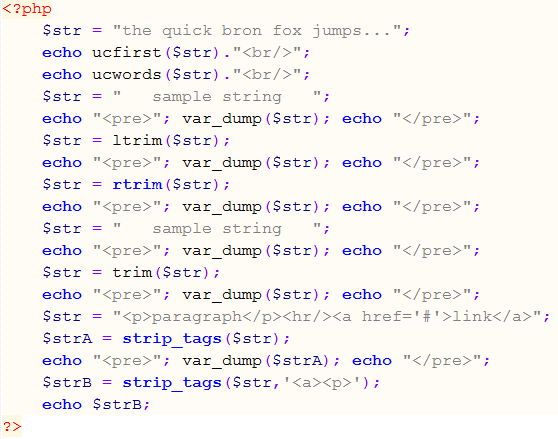 <?php
    $str = "the quick bron fox jumps...";
    echo ucfirst($str)."<br/>";
    echo ucwords($str)."<br/>";
    $str = "   sample string   ";
    echo "<pre>"; var_dump($str); echo "</pre>";
    $str = ltrim($str);
    echo "<pre>"; var_dump($str); echo "</pre>";
    $str = rtrim($str);
    echo "<pre>"; var_dump($str); echo "</pre>";
    $str = "   sample string   ";
    echo "<pre>"; var_dump($str); echo "</pre>";
    $str = trim($str);
    echo "<pre>"; var_dump($str); echo "</pre>";
    $str = "<p>paragraph</p><hr/><a href='#'>link</a>";
    $strA = strip_tags($str);
    echo "<pre>"; var_dump($strA); echo "</pre>";
    $strB = strip_tags($str,'<a><p>');
    echo $strB;
?>